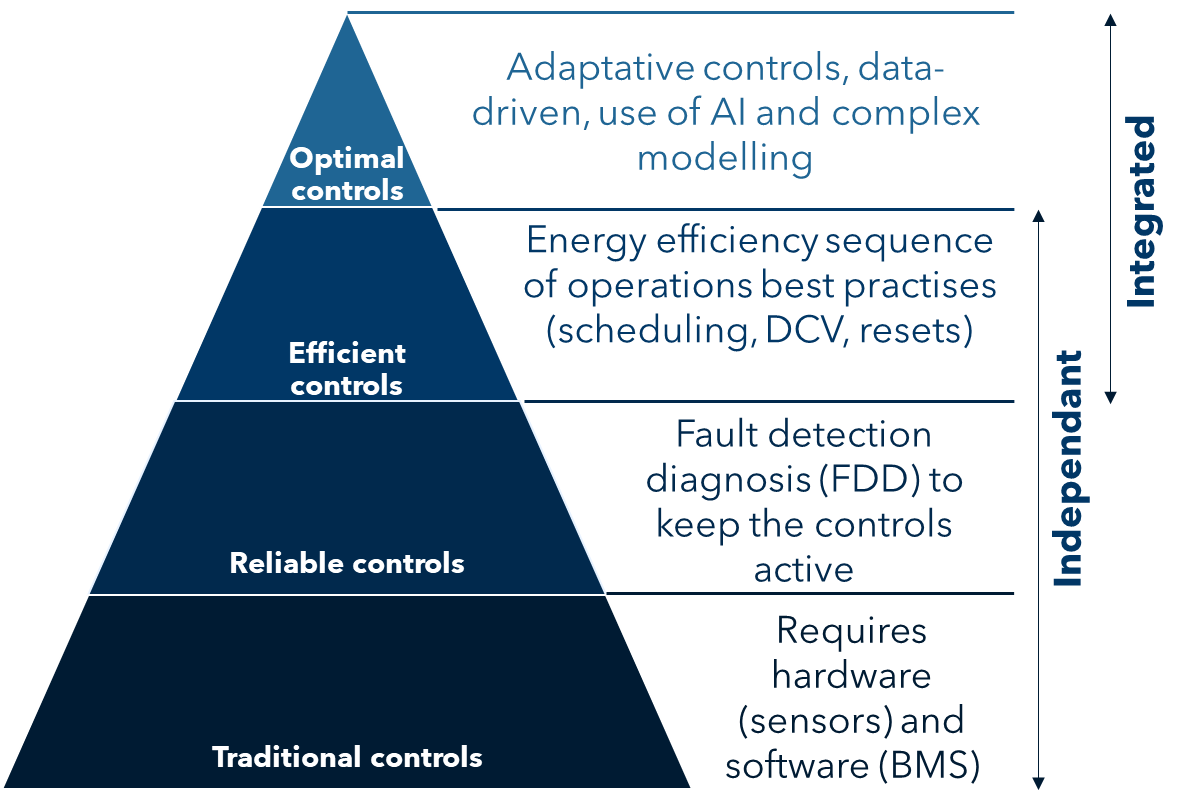 Adaptative controls, data-
driven, use of AI and complex
modelling
Optimal
controls
Energy efficiency sequence
of operations best practises
(scheduling, DCV, resets)
Efficient
controls
Fault detection
diagnosis (FDD) to
keep the controls
active
Reliable controls
Requires
hardware
(sensors) and
software (BMS)
Traditional controls
Independant
Integrated